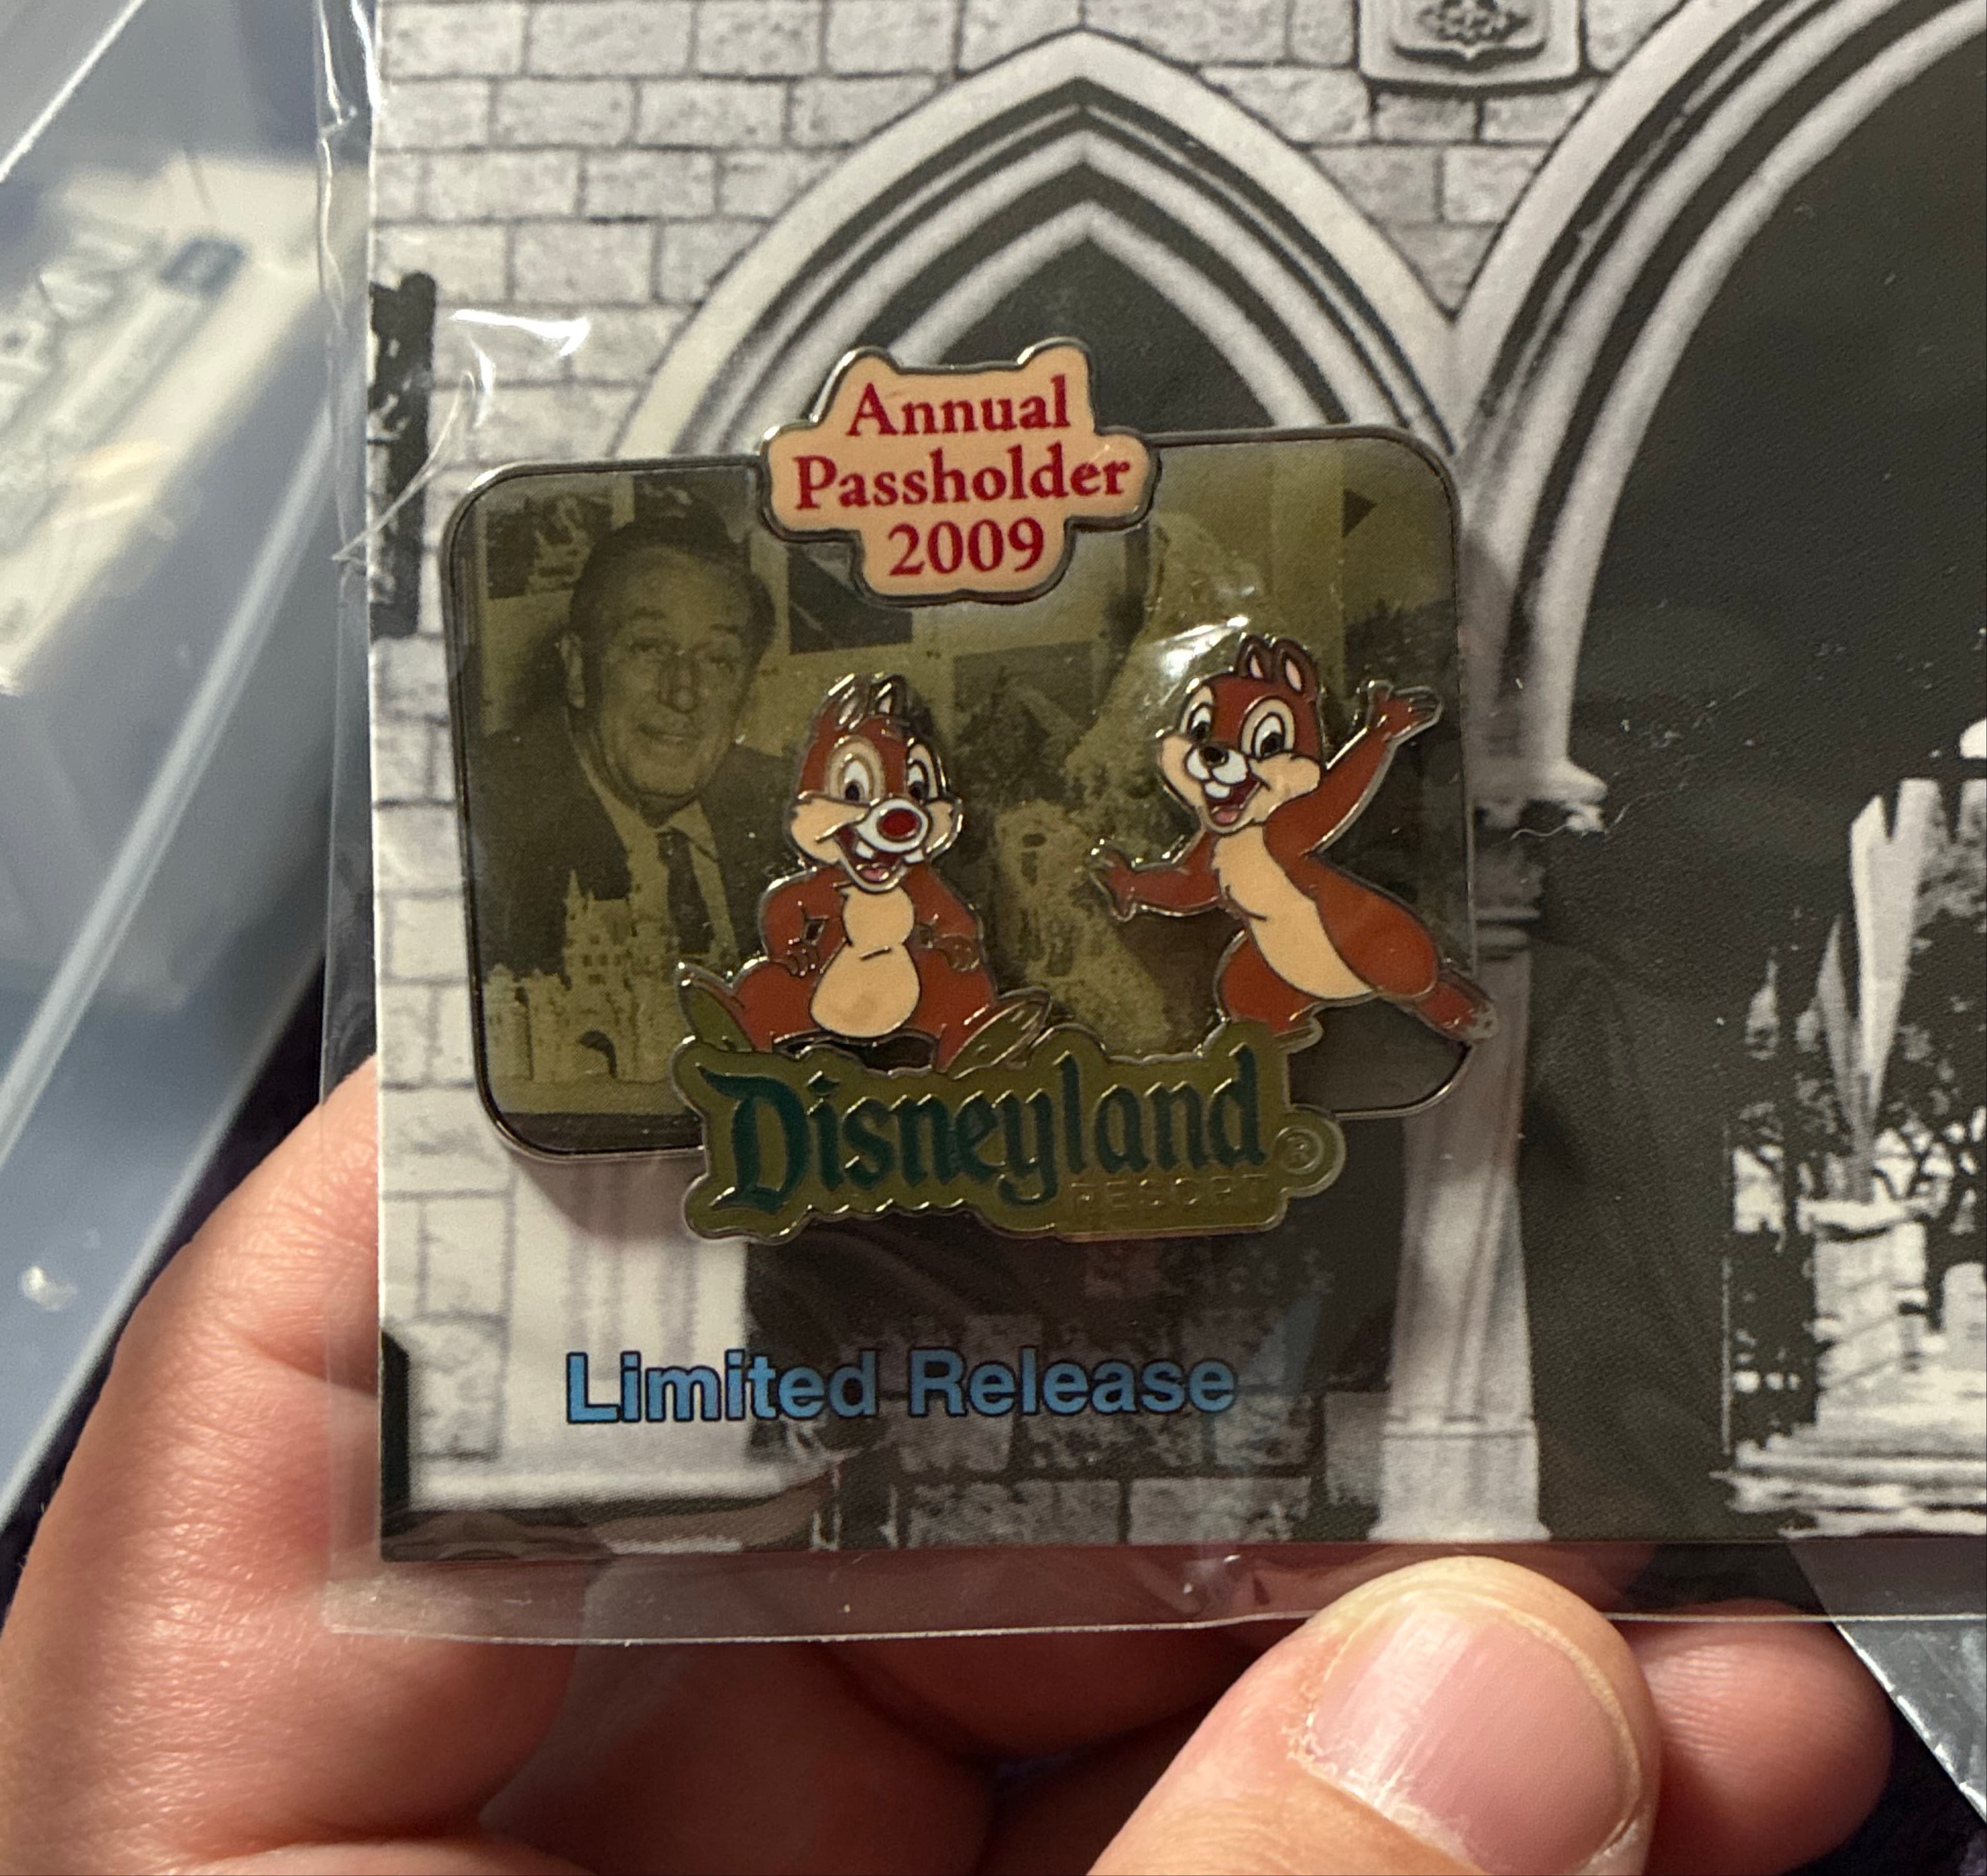 Annual
Passholder
2009
Disneyland®
RESORT
Limited Release